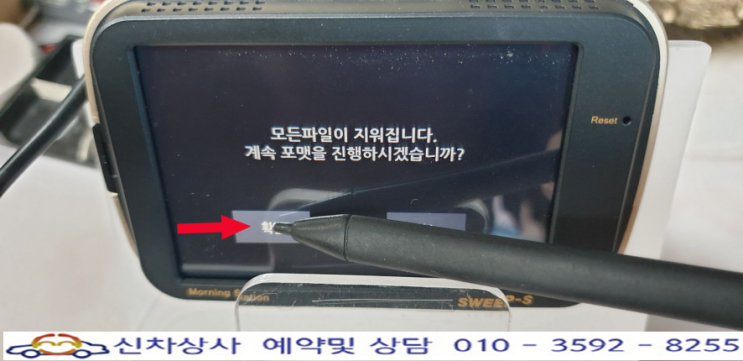 Reset
모든파일이 지워집니다.
계속 포맷을 진행하시겠습니까?
Morning
SWEEP-S
신차상사 예약및 상담 010 - 3592 - 8255